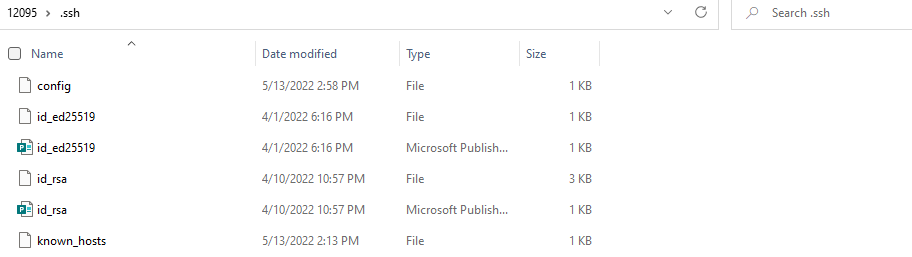 12095 > .ssh Search .ssh
Name Date modified Type Size
config 5/13/2022 2:58 PM File 1 KB
id_ed25519 4/1/2022 6:16 PM File 1 KB
id_ed25519 4/1/2022 6:16 PM Microsoft Publish... 1 KB
id_rsa 4/10/2022 10:57 PM File 3 KB
id_rsa 4/10/2022 10:57 PM Microsoft Publish... 1 KB
known_hosts 5/13/2022 2:13 PM File 1 KB